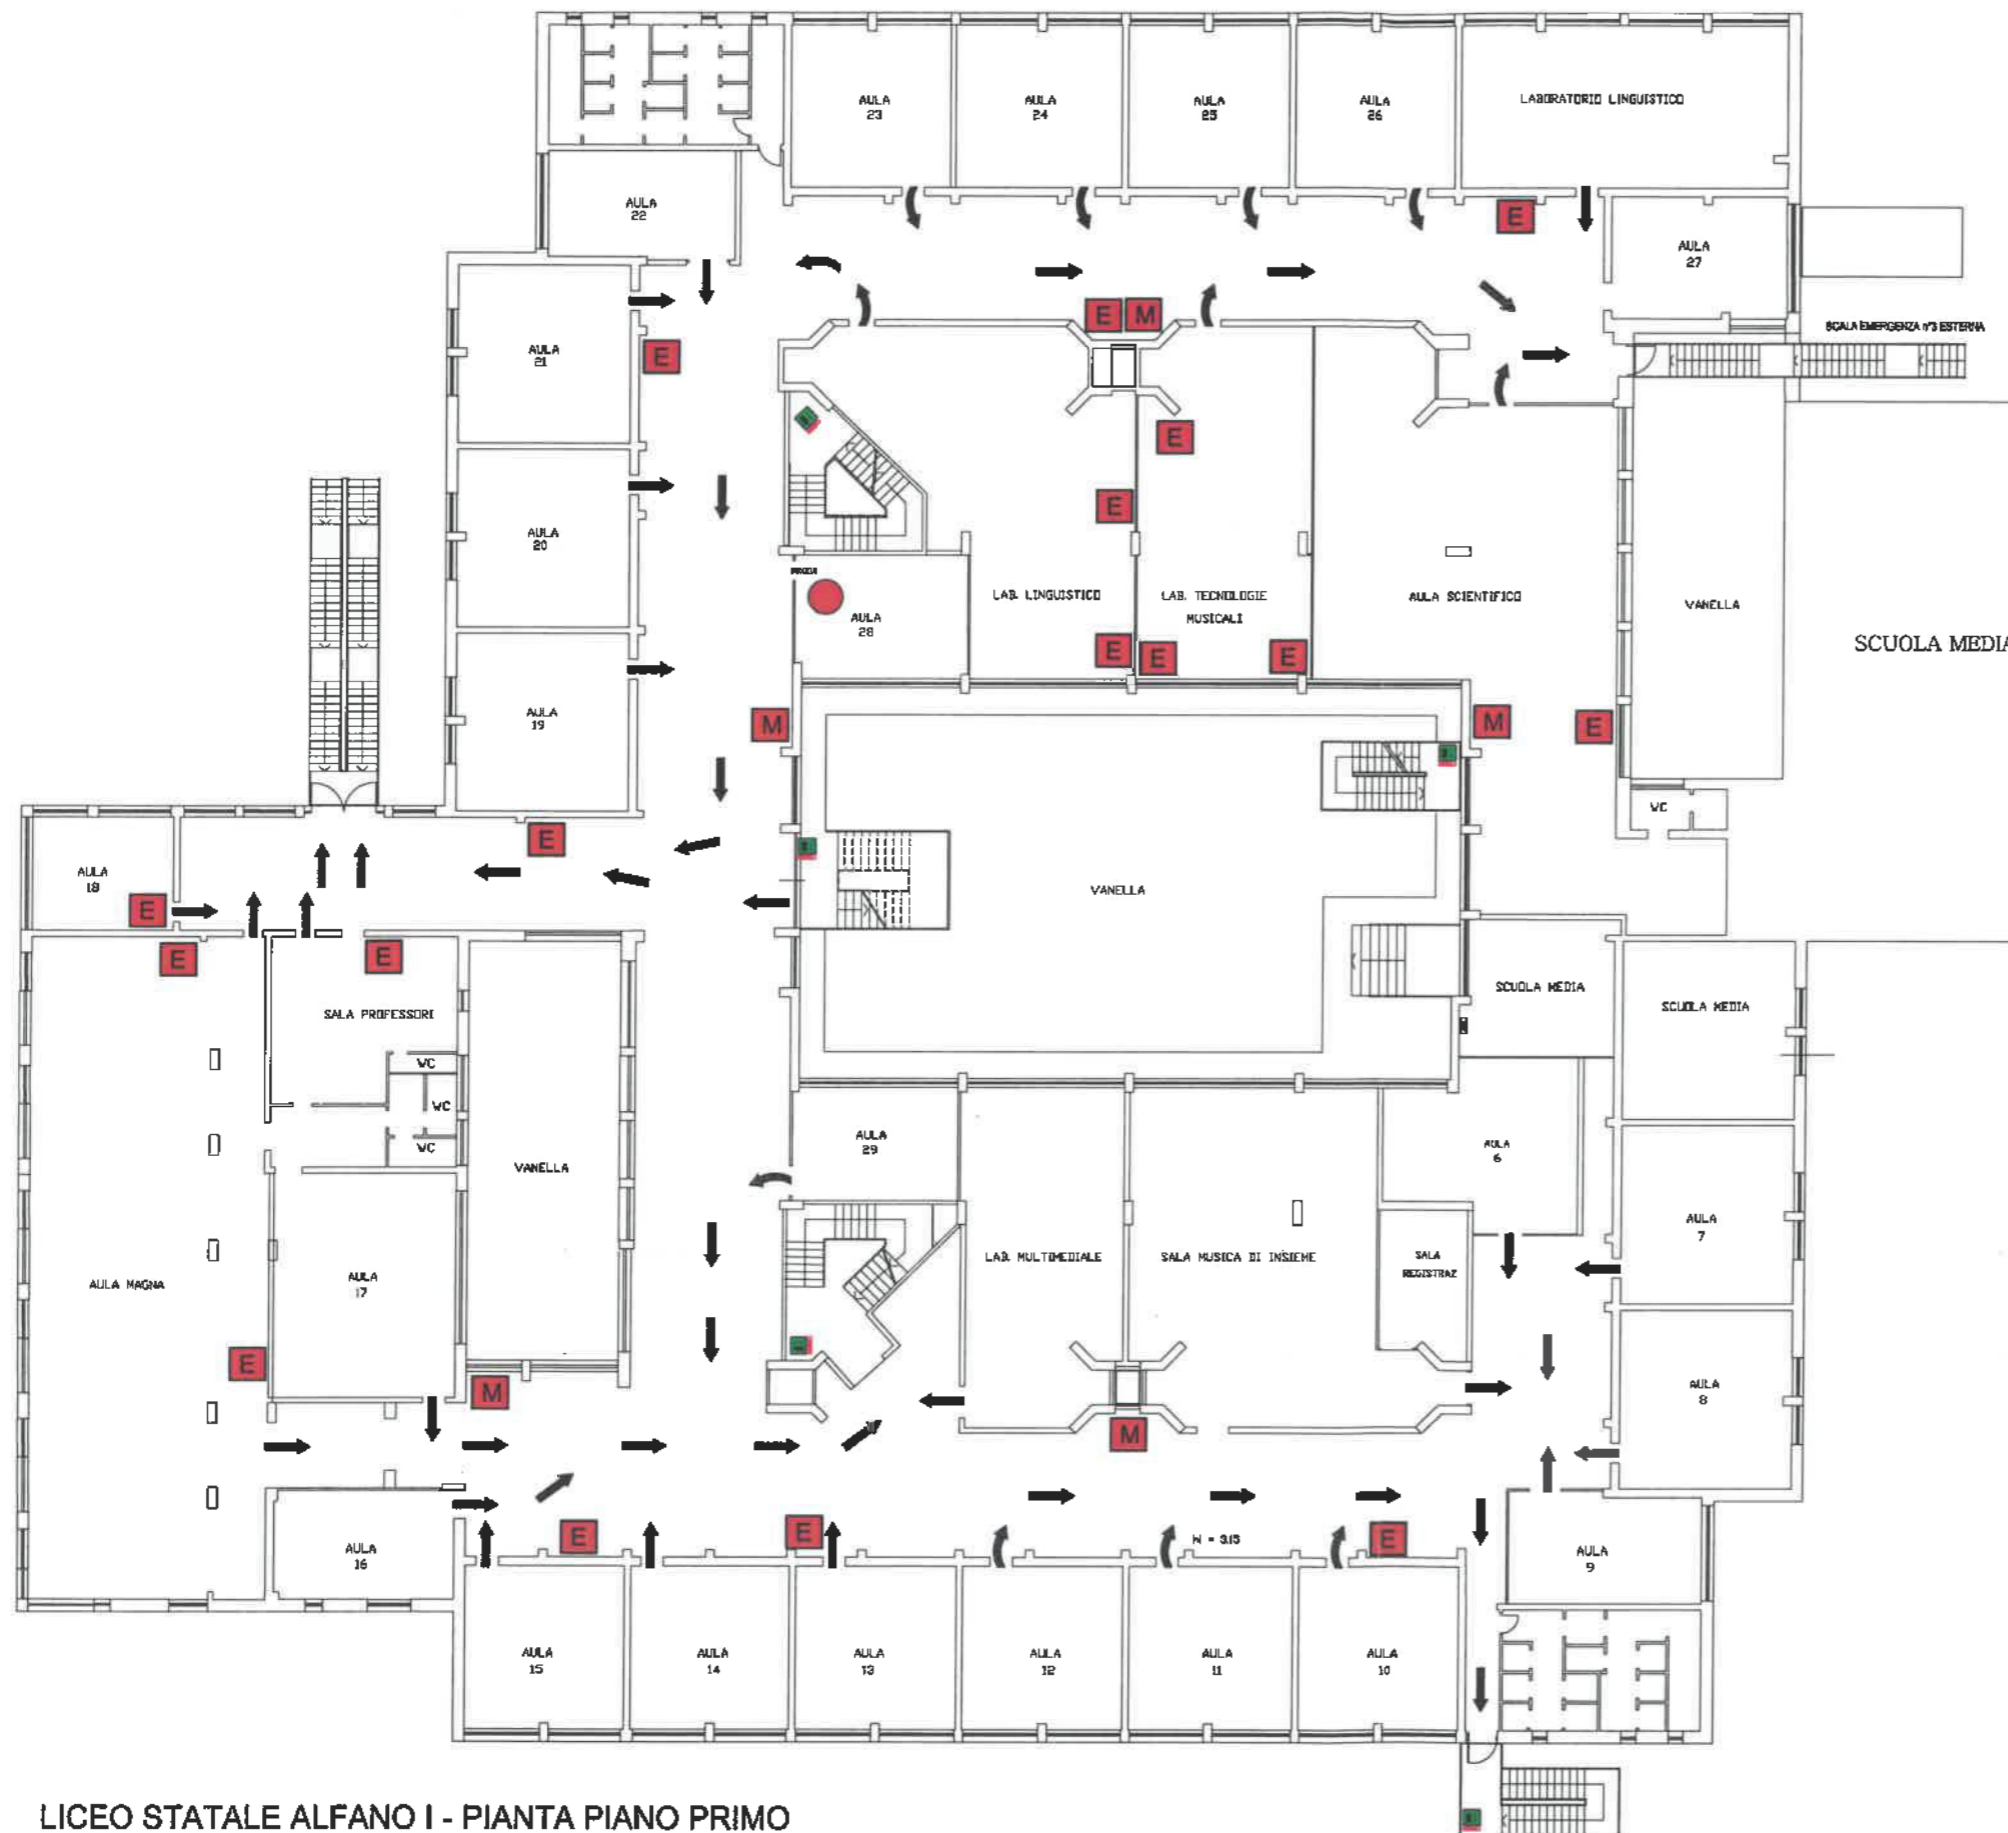 AULA
23
AULA
24
AULA
25
AULA
26
LABORATORIO LINGUISTICO
AULA
22
E
AULA
27
E M
SCALA EMERGENZA n°3 ESTERNA
AULA
21
E
E
E
AULA
20
LAB. LINGUISTICO
LAB. TECNOLOGIE
MUSICALI
AULA SCIENTIFICO
VANELLA
AULA
28
SCUOLA MEDIA
E
E
E
AULA
19
M
M
E
WC
E
AULA
18
VANELLA
E
E
E
SCUOLA MEDIA
SCUOLA MEDIA
SALA PROFESSORI
WC
WC
WC
VANELLA
AULA
29
AULA
6
AULA
7
AULA MAGNA
AULA
17
LAB. MULTIMEDIALE
SALA MUSICA DI INSIEME
SALA
REGISTRAZ
E
M
AULA
8
M
E
E
H = 3.15
E
AULA
16
AULA
9
AULA
15
AULA
14
AULA
13
AULA
12
AULA
11
AULA
10
LICEO STATALE ALFANO I - PIANTA PIANO PRIMO